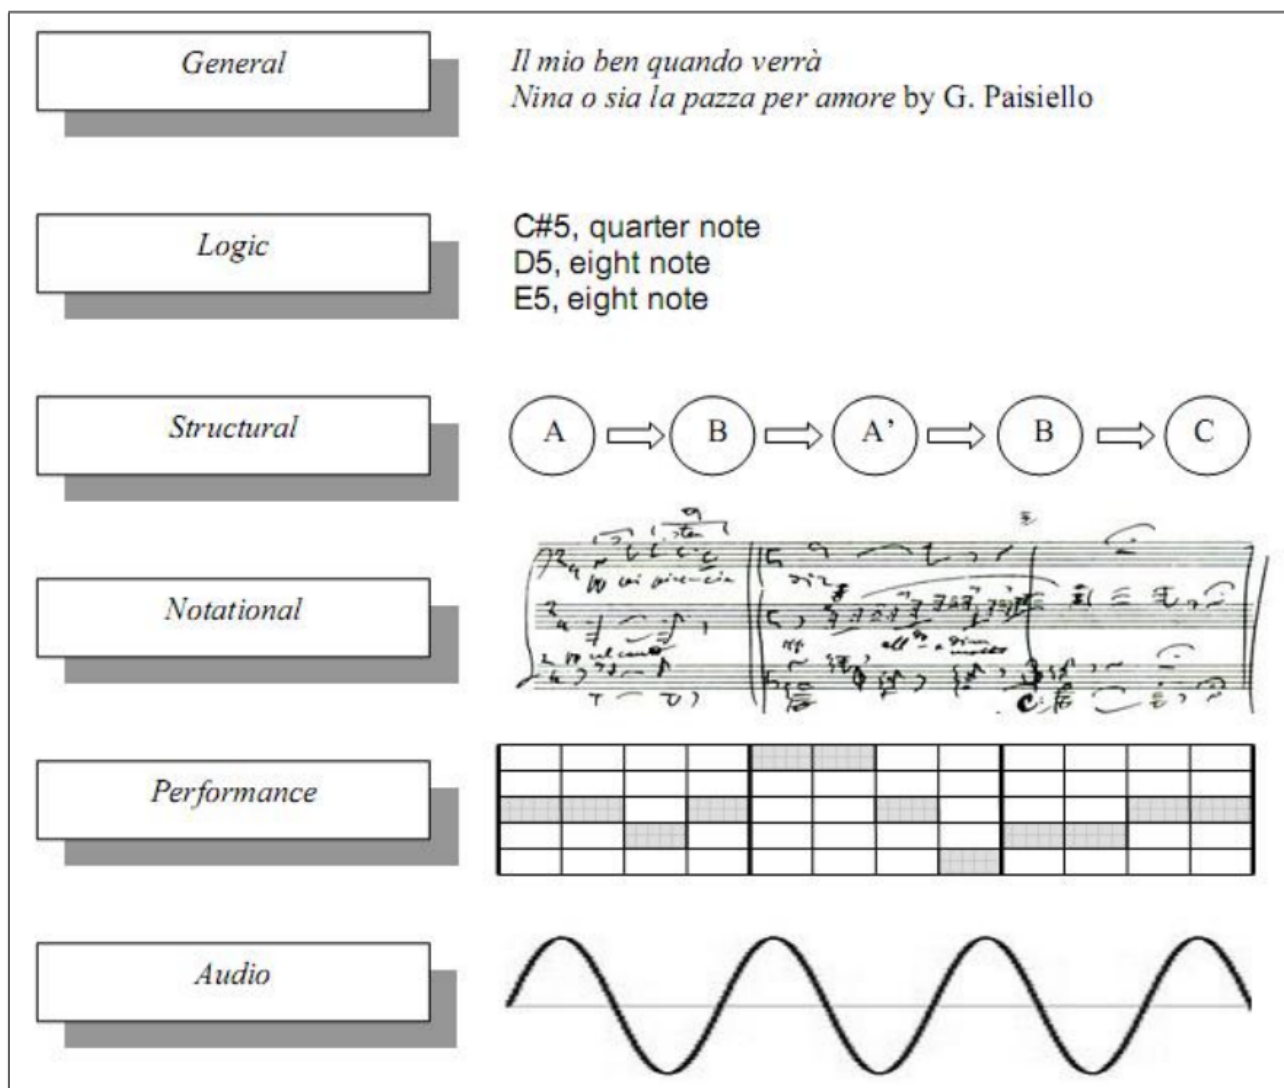 General
Il mio ben quando verrà
Nina o sia la pazza per amore by G. Paisiello
Logic
C#5, quarter note
D5, eight note
E5, eight note
Structural
A
B
A’
B
C
Notational
Performance
Audio